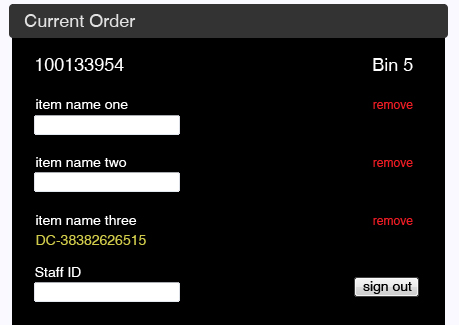 Current Order
100133954 Bin 5
item name one remove
item name two remove
item name three remove
DC-38382626515
Staff ID
sign out